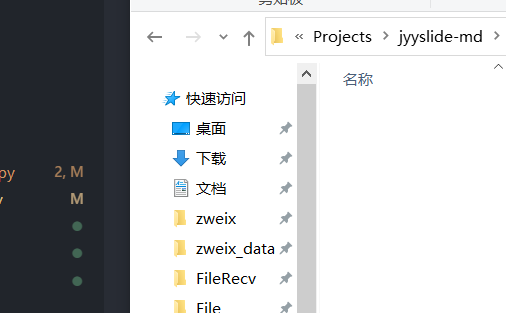 剪贴板
« Projects > jyyslide-md >
名称
快速访问
桌面
下载
文档
py 2, M
zweix
M
zweix_data
FileRecv
File